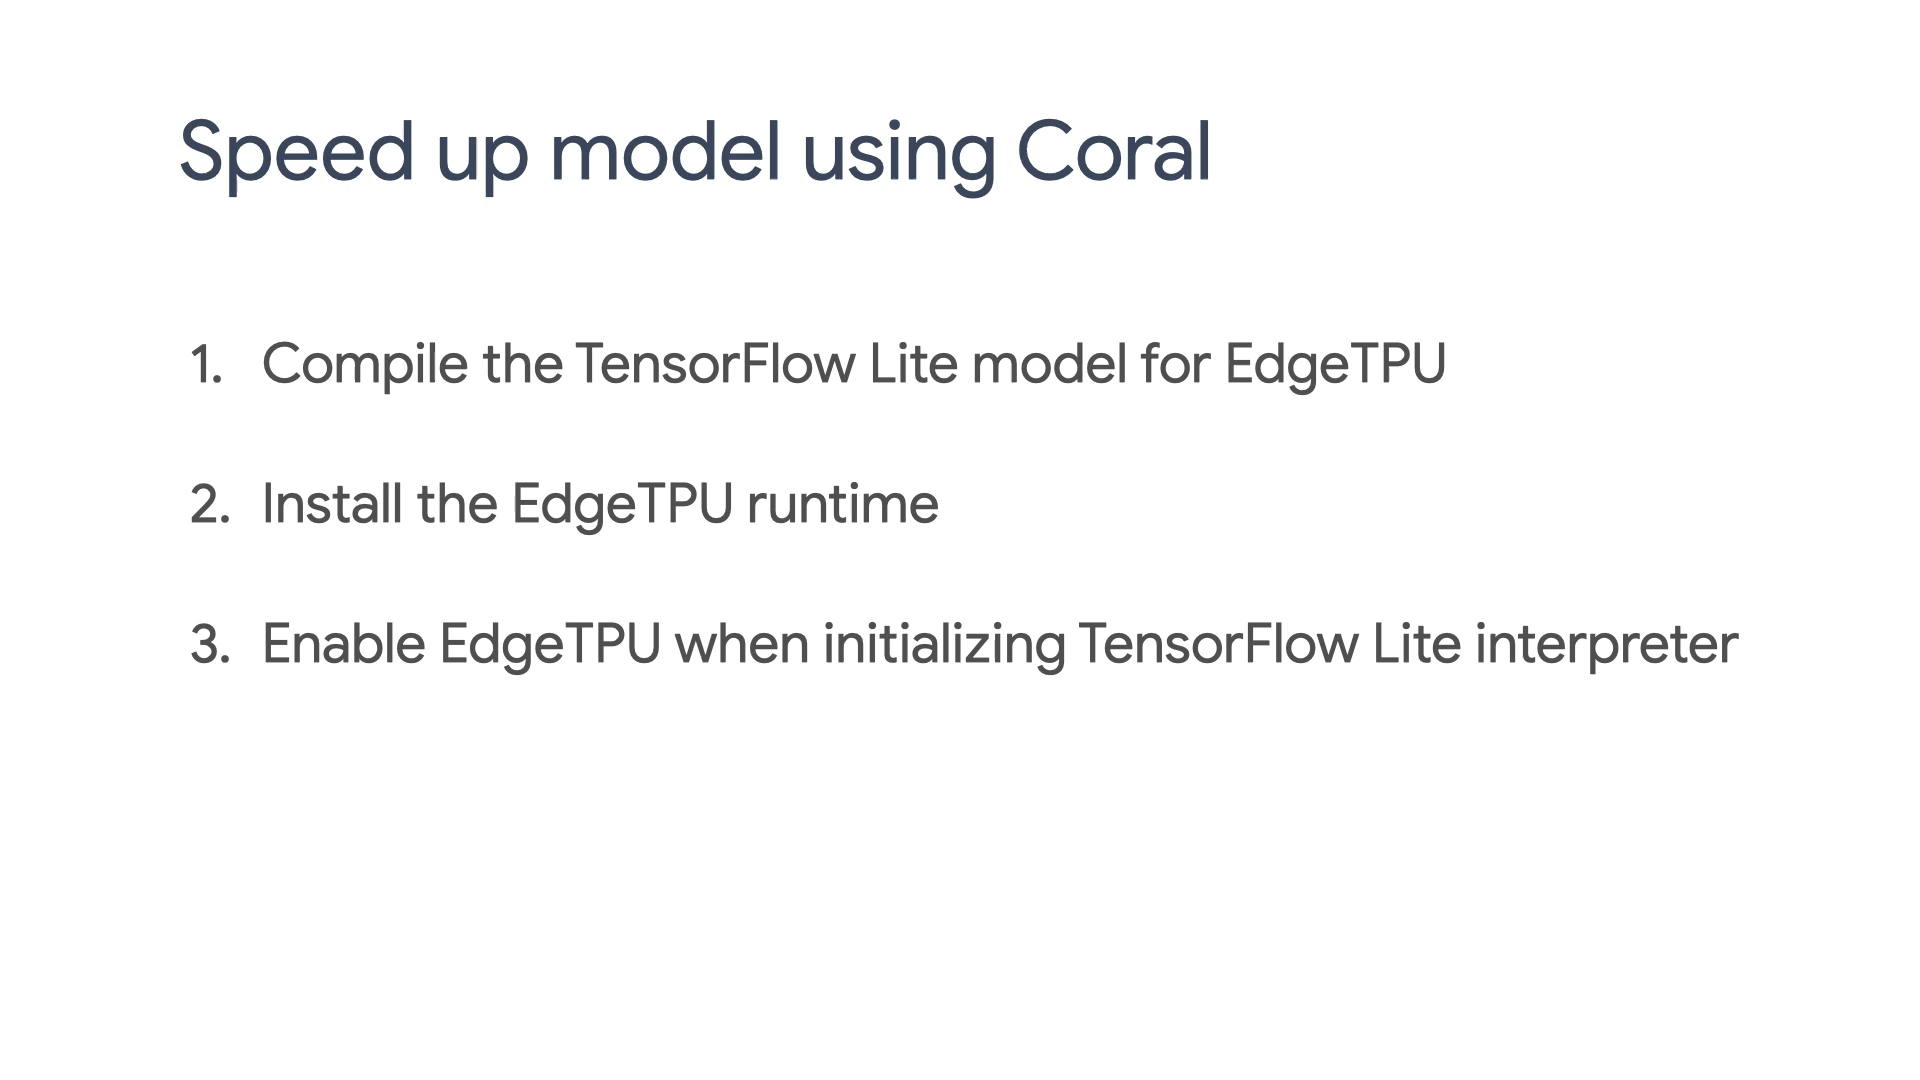 Speed up model using Coral
1. Compile the TensorFlow Lite model for EdgeTPU
2. Install the EdgeTPU runtime
3. Enable EdgeTPU when initializing TensorFlow Lite interpreter